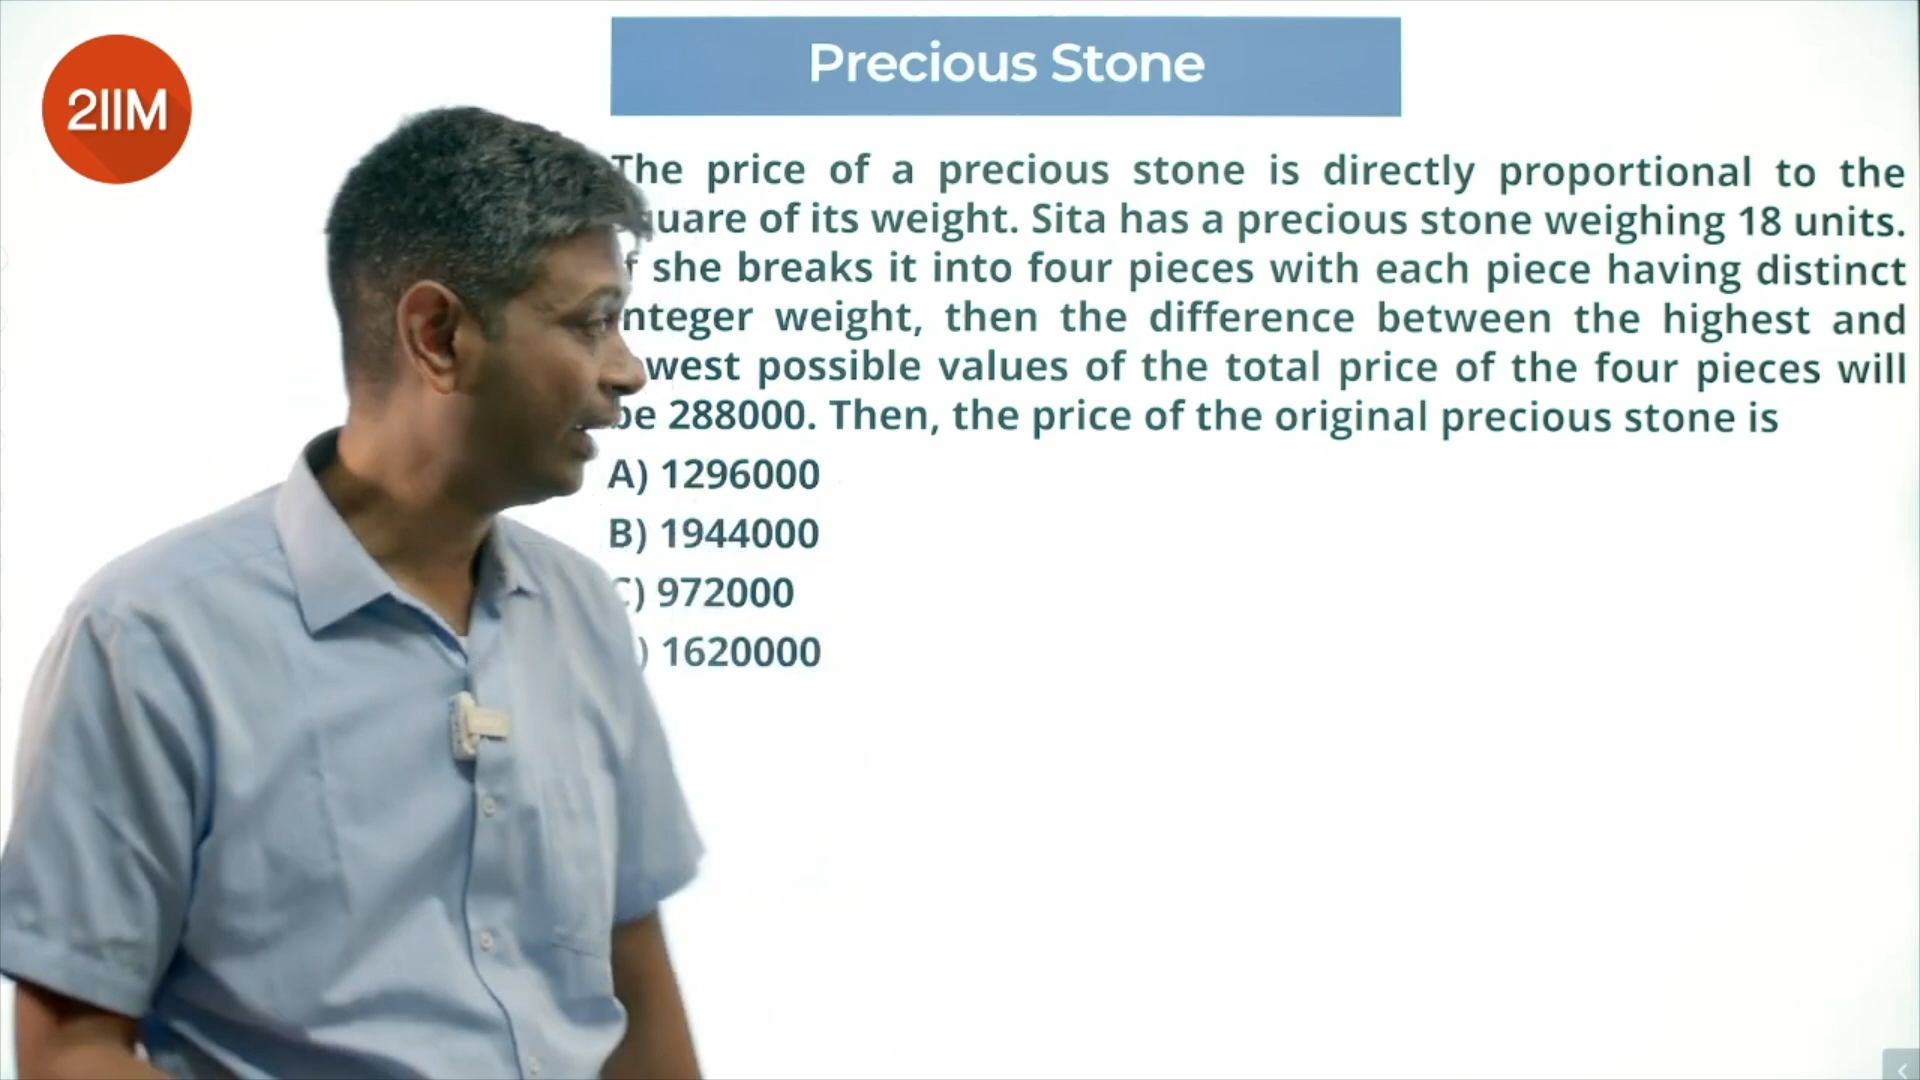 2IIM
Precious Stone
The price of a precious stone is directly proportional to the
uare of its weight. Sita has a precious stone weighing 18 units.
f she breaks it into four pieces with each piece having distinct
nteger weight, then the difference between the highest and
west possible values of the total price of the four pieces will
be 288000. Then, the price of the original precious stone is
A) 1296000
B) 1944000
C) 972000
) 1620000